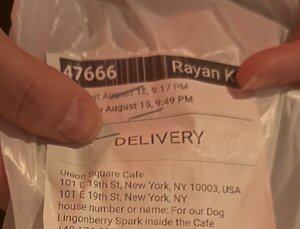 47666 Rayan K
August 15, 9:17 PM
August 15, 9:49 PM
DELIVERY
Union Square Cafe
101 E 19th St, New York, NY 10003, USA
101 E 19th St, New York, NY
house number or name: For our Dog
Lingonberry Spark inside the Café